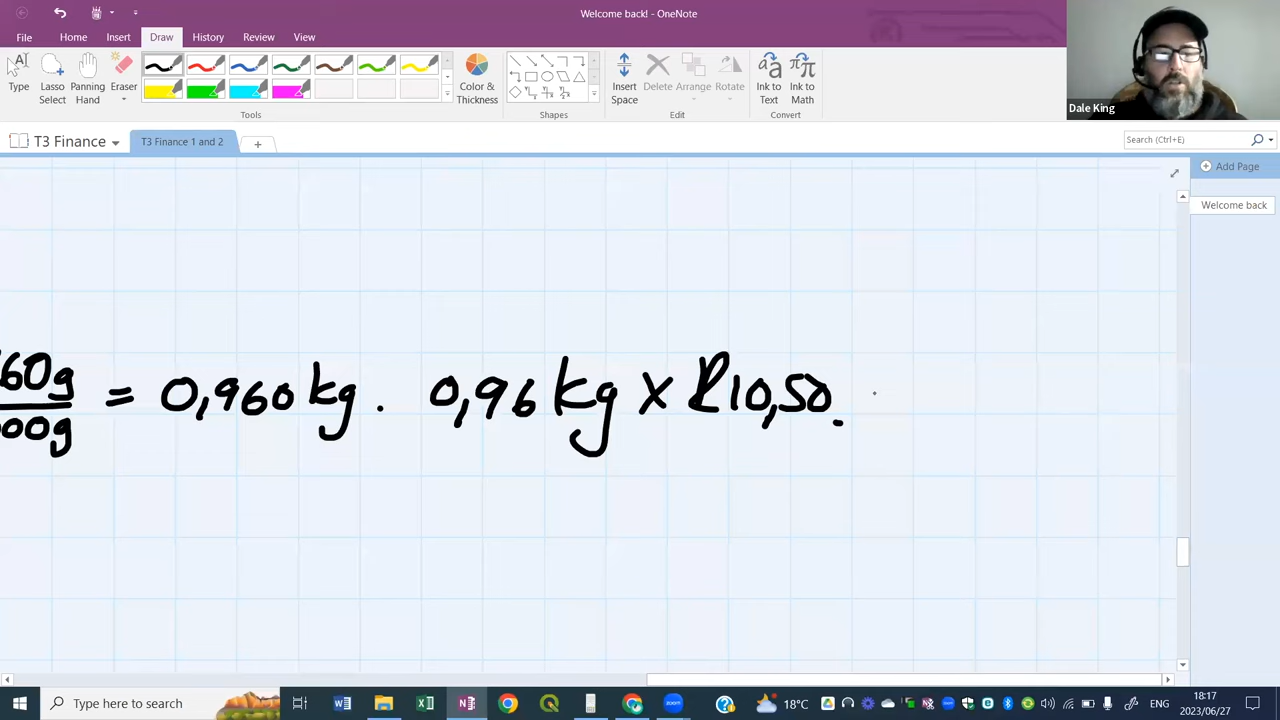 Welcome back! - OneNote
File Home Insert Draw History Review View
Dale King
Type Lasso Select Panning Hand Eraser Color & Thickness Insert Space Delete Arrange Rotate Ink to Text Ink to Math
Tools Shapes Edit Convert
T3 Finance T3 Finance 1 and 2 +
Search (Ctrl+E)
Add Page
Welcome back
60g
00g
= 0,960 kg . 0,96 kg x R10,50.
Type here to search
18°C
ENG
18:17
2023/06/27